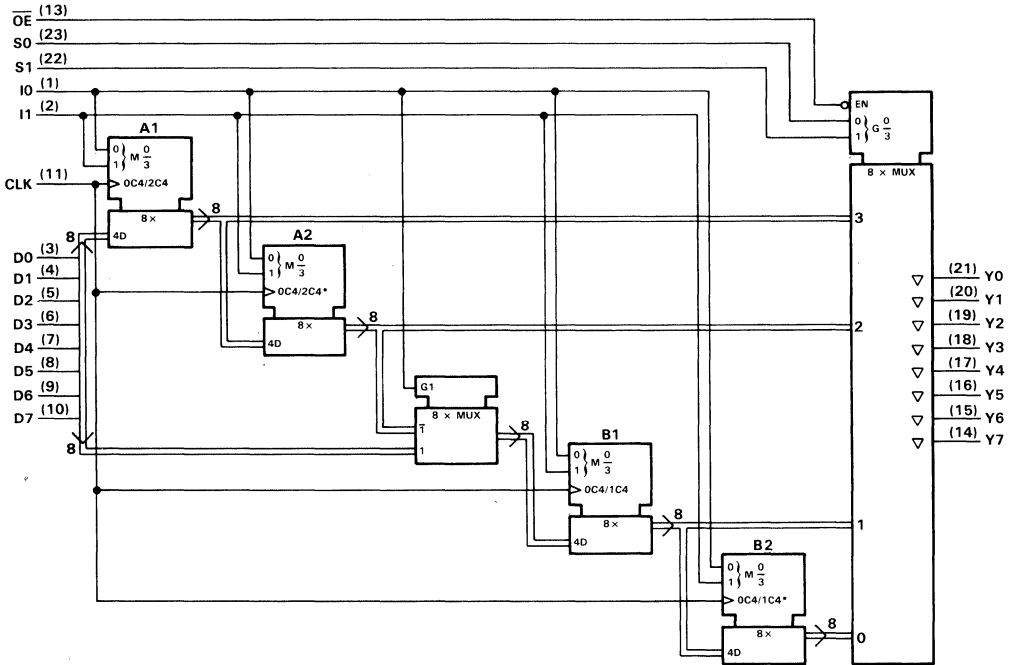 OE (13)
S0 (23)
S1 (22)
I0 (1)
I1 (2)
CLK (11)
D0 (3)
D1 (4)
D2 (5)
D3 (6)
D4 (7)
D5 (8)
D6 (9)
D7 (10)
8
8
A1
0
1
} M 0/3
0C4/2C4
8×
4D
8
A2
0
1
} M 0/3
0C4/2C4*
8×
4D
8
G1
8 × MUX
1
1
8
B1
0
1
} M 0/3
0C4/1C4
8×
4D
8
B2
0
1
} M 0/3
0C4/1C4*
8×
4D
8
EN
0
1
} G 0/3
8 × MUX
3
2
1
0
(21) Y0
(20) Y1
(19) Y2
(18) Y3
(17) Y4
(16) Y5
(15) Y6
(14) Y7